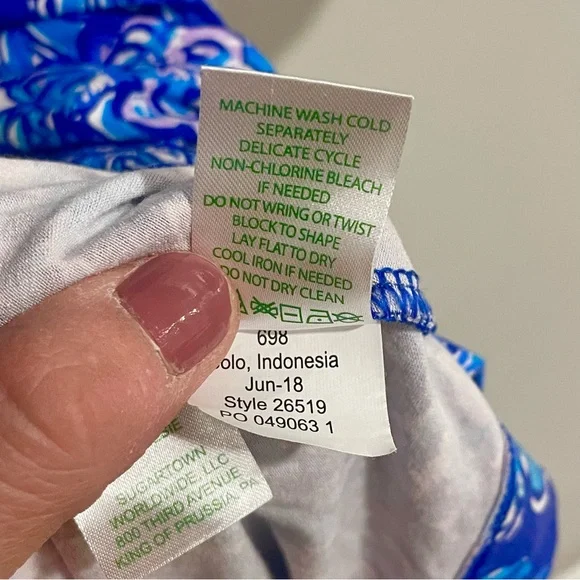 MACHINE WASH COLD
SEPARATELY
DELICATE CYCLE
NON-CHLORINE BLEACH
IF NEEDED
DO NOT WRING OR TWIST
BLOCK TO SHAPE
LAY FLAT TO DRY
COOL IRON IF NEEDED
DO NOT DRY CLEAN
698
olo, Indonesia
Jun-18
Style 26519
PO 049063 1
SUGARTOWN
WORLDWIDE, LLC
800 THIRD AVENUE
KING OF PRUSSIA, PA